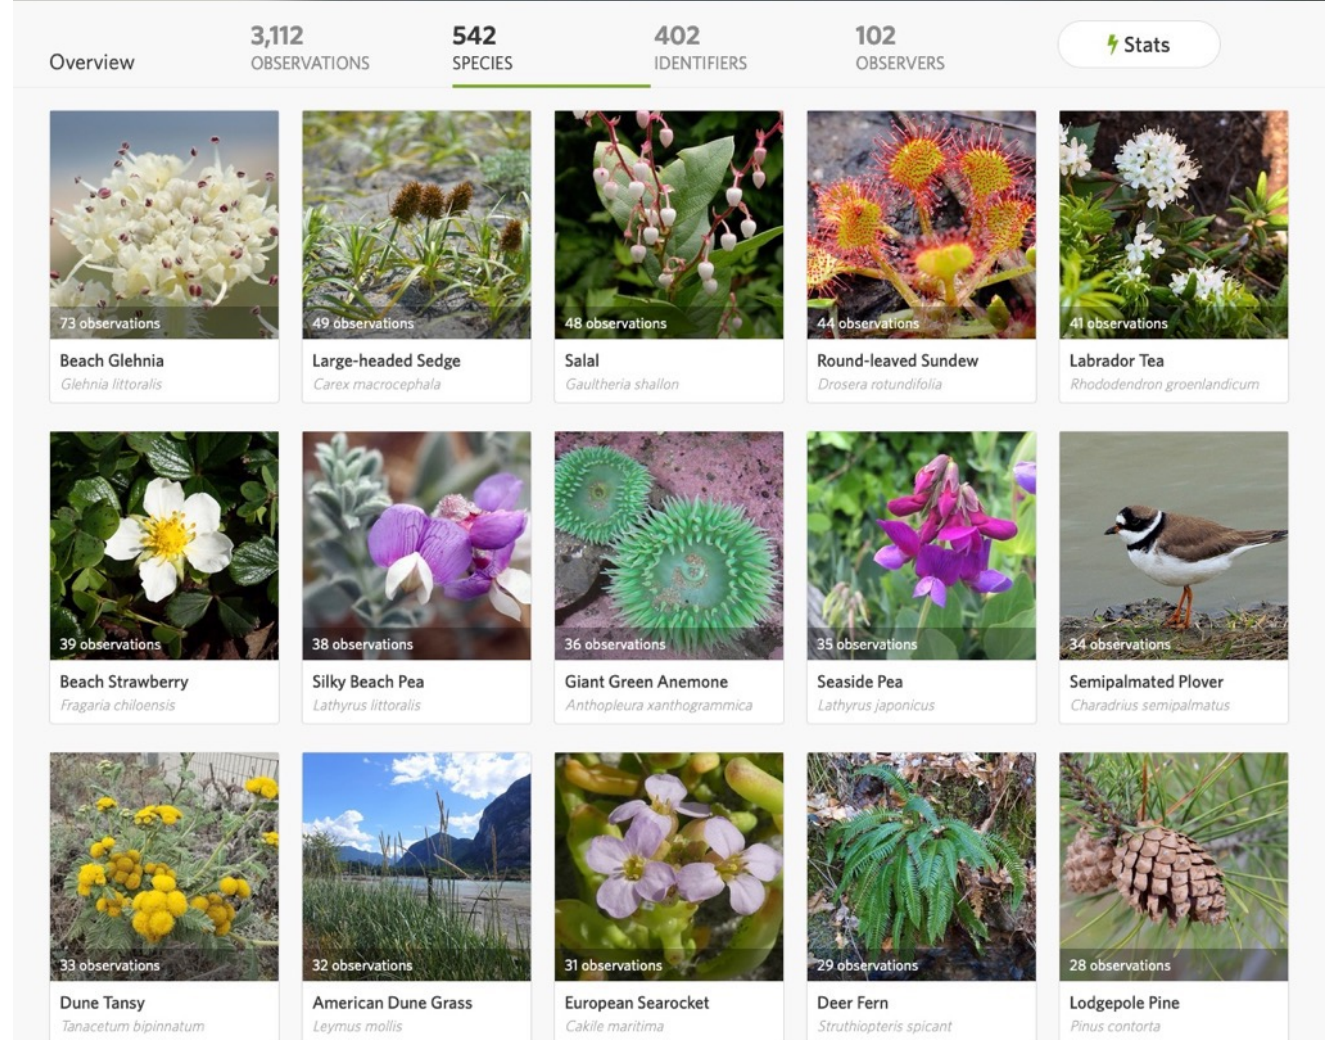 Overview
3,112
OBSERVATIONS
542
SPECIES
402
IDENTIFIERS
102
OBSERVERS
Stats
73 observations
Beach Glehnia
Glehnia littoralis
49 observations
Large-headed Sedge
Carex macrocephala
48 observations
Salal
Gaultheria shallon
44 observations
Round-leaved Sundew
Drosera rotundifolia
41 observations
Labrador Tea
Rhododendron groenlandicum
39 observations
Beach Strawberry
Fragaria chiloensis
38 observations
Silky Beach Pea
Lathyrus littoralis
36 observations
Giant Green Anemone
Anthopleura xanthogrammica
35 observations
Seaside Pea
Lathyrus japonicus
34 observations
Semipalmated Plover
Charadrius semipalmatus
33 observations
Dune Tansy
Tanacetum bipinnatum
32 observations
American Dune Grass
Leymus mollis
31 observations
European Searocket
Cakile maritima
29 observations
Deer Fern
Struthiopteris spicant
28 observations
Lodgepole Pine
Pinus contorta